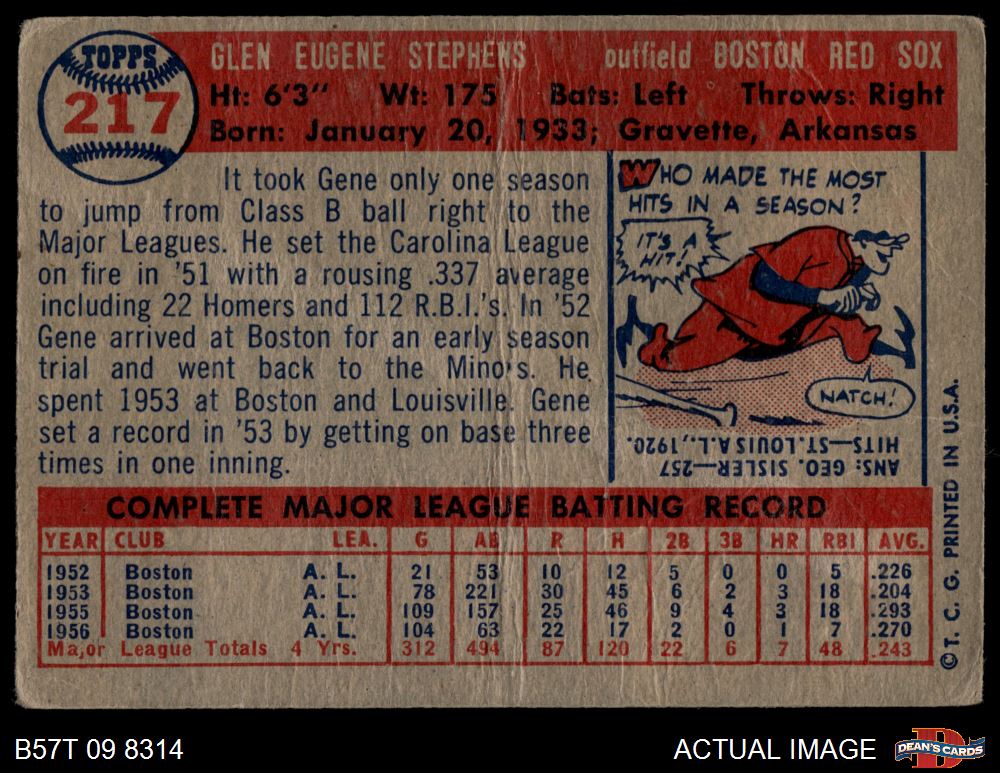 TOPPS
217
GLEN EUGENE STEPHENS outfield BOSTON RED SOX
Ht: 6'3" Wt: 175 Bats: Left Throws: Right
Born: January 20, 1933; Gravette, Arkansas
It took Gene only one season
to jump from Class B ball right to the
Major Leagues. He set the Carolina League
on fire in '51 with a rousing .337 average
including 22 Homers and 112 R.B.I.'s. In '52
Gene arrived at Boston for an early season
trial and went back to the Minors. He
spent 1953 at Boston and Louisville. Gene
set a record in '53 by getting on base three
times in one inning.
WHO MADE THE MOST
HITS IN A SEASON?
IT'S A
HIT!
NATCH!
ANS: GEO. SISLER—257
HITS—ST. LOUIS A.L., 1920.
COMPLETE MAJOR LEAGUE BATTING RECORD
YEAR CLUB LEA. G AB R H 2B 3B HR RBI AVG.
1952 Boston A. L. 21 53 10 12 5 0 0 5 .226
1953 Boston A. L. 78 221 30 45 6 2 3 18 .204
1955 Boston A. L. 109 157 25 46 9 4 3 18 .293
1956 Boston A. L. 104 63 22 17 2 0 1 7 .270
Major League Totals 4 Yrs. 312 494 87 120 22 6 7 48 .243
© T. C. G. PRINTED IN U.S.A.
B57T 09 8314
ACTUAL IMAGE
D
DEAN'S CARDS